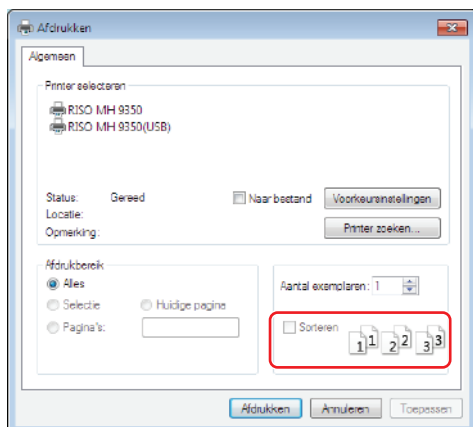 Afdrukken
Algemeen
Printer selecteren
RISO MH 9350
RISO MH 9350(USB)
Status: Gereed
Naar bestand
Voorkeursinstellingen
Locatie:
Opmerking:
Printer zoeken...
Afdrukbereik
Alles
Selectie
Huidige pagina
Pagina's:
Aantal exemplaren: 1
Sorteren
1 1 2 2 3 3
Afdrukken
Annuleren
Toepassen